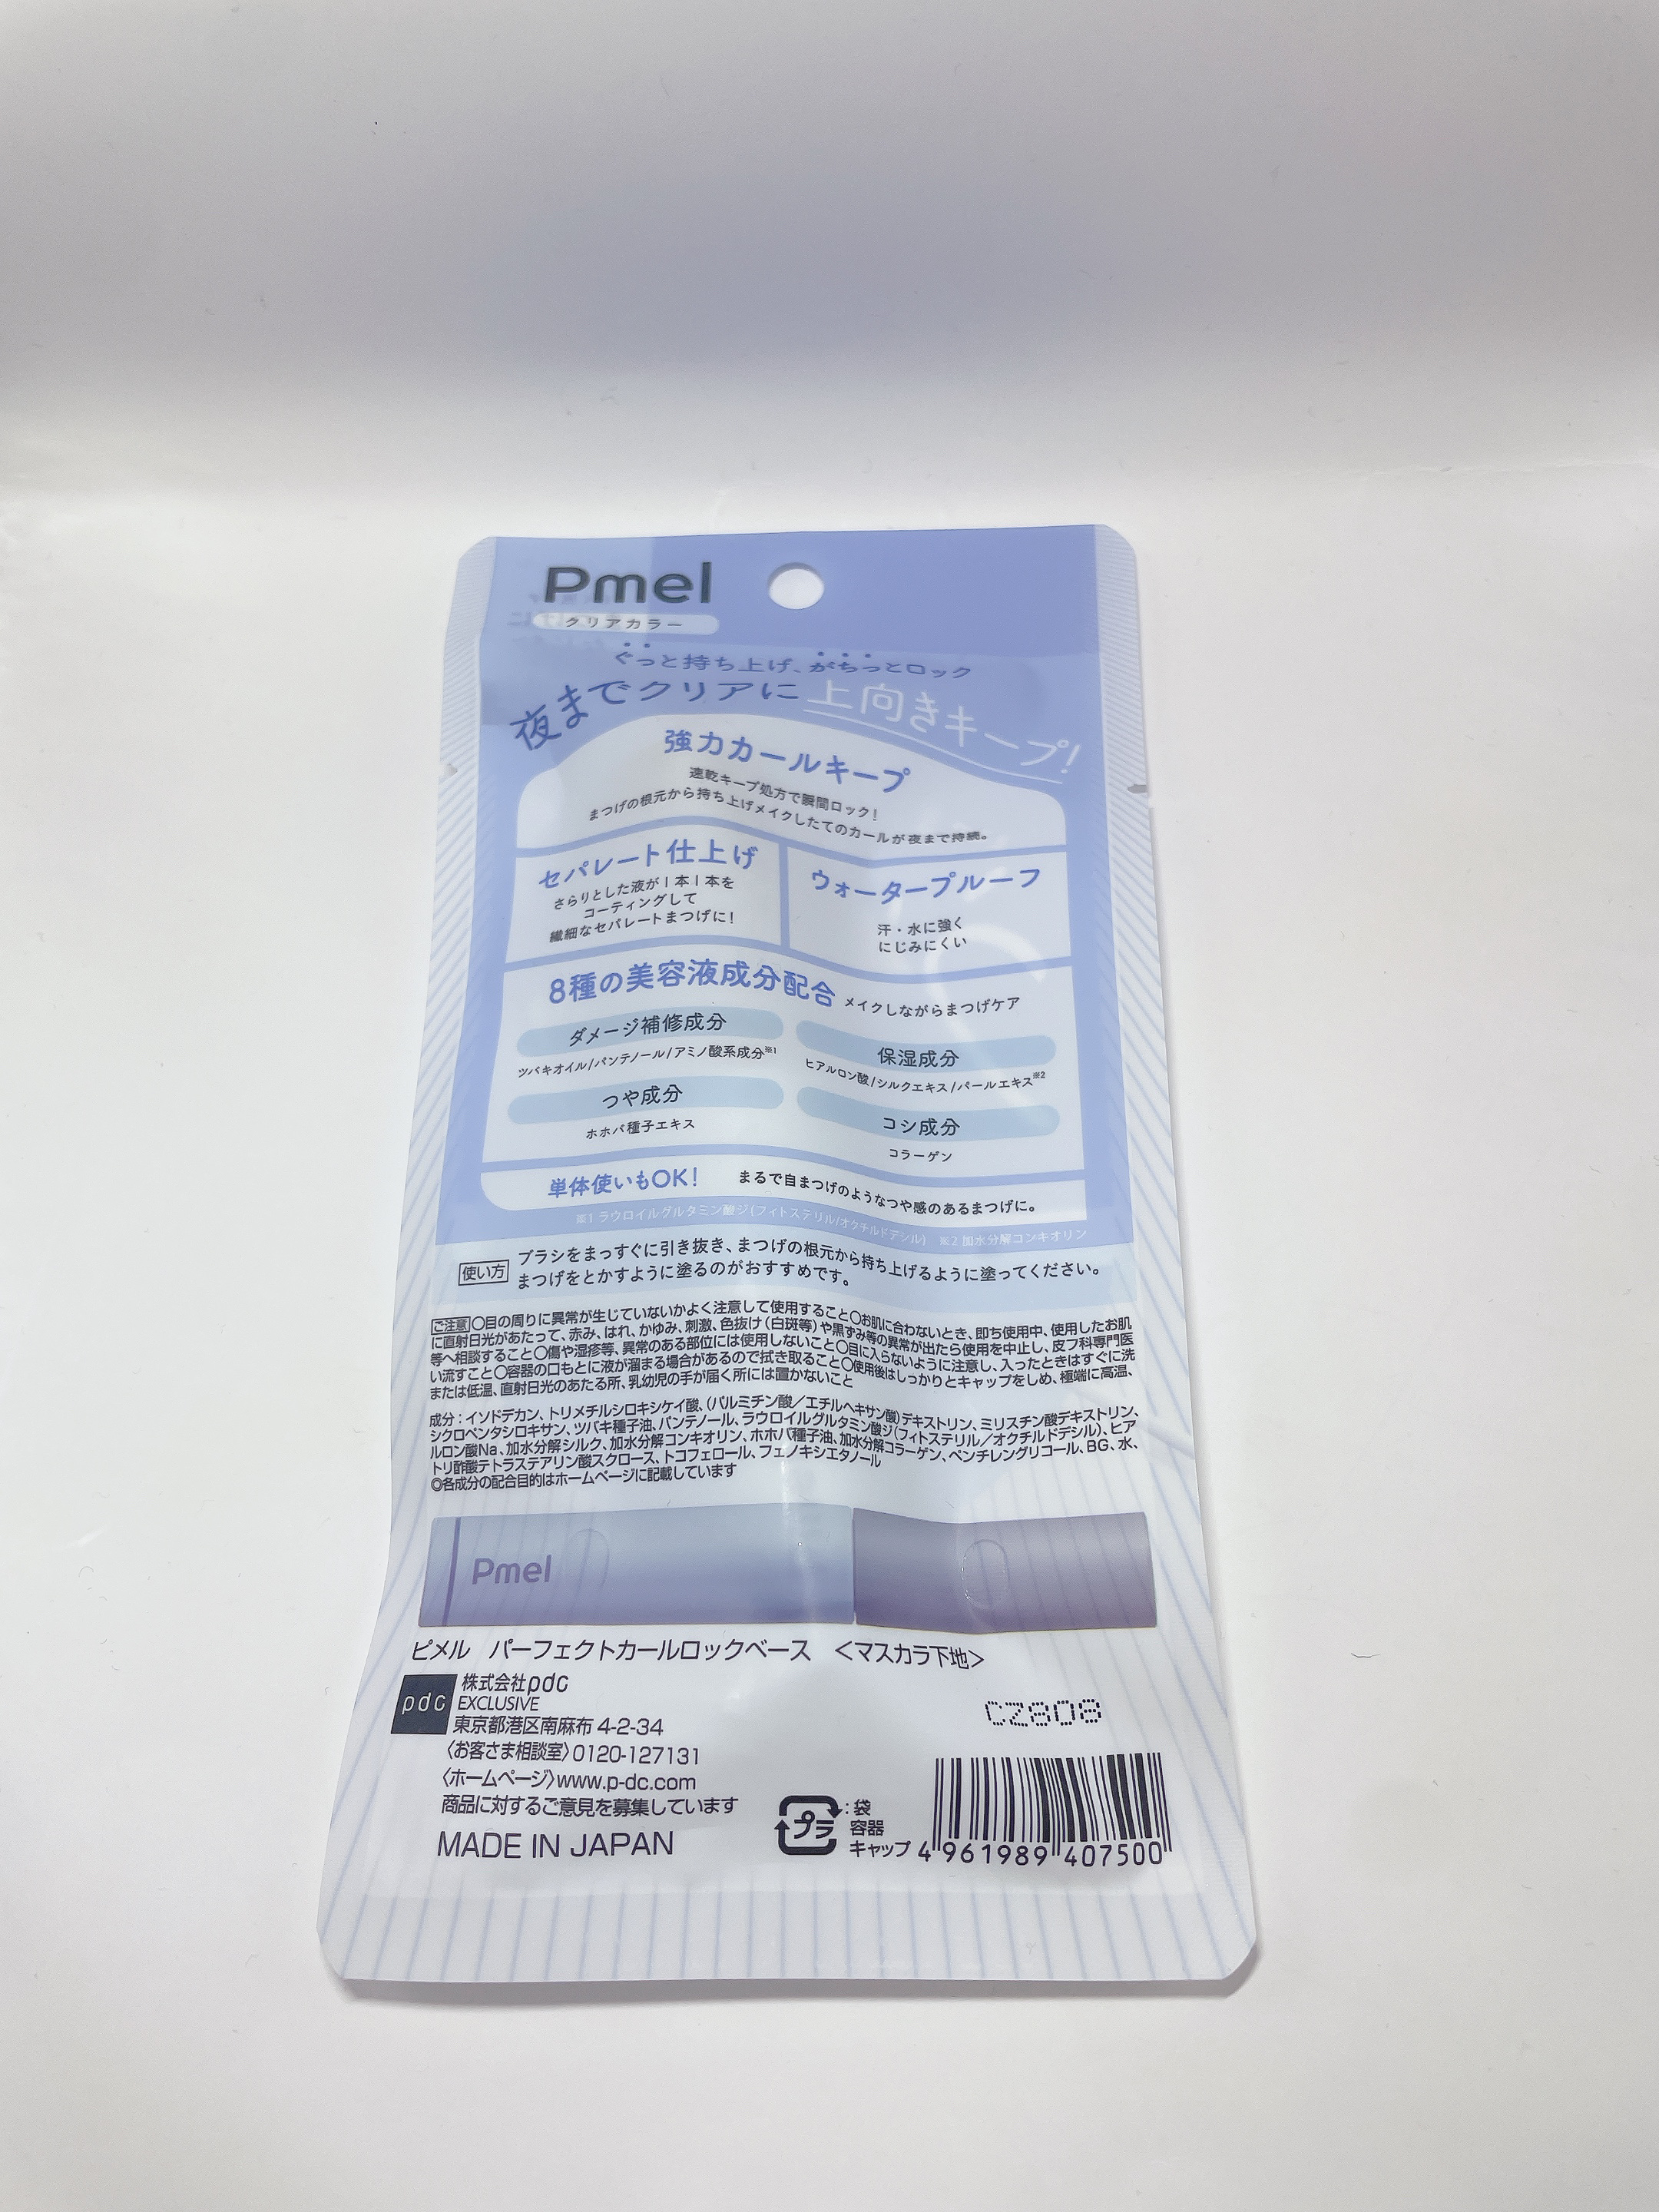 Pmel
クリアカラー
ぐっと持ち上げ、がちっとロック
夜までクリアに上向きキープ!
強力カールキープ
速乾キープ処方で瞬間ロック!
まつげの根元から持ち上げメイクしたてのカールが夜まで持続。
セパレート仕上げ
さらりとした液が1本1本を
コーティングして
繊細なセパレートまつげに!
ウォータープルーフ
汗・水に強く
にじみにくい
8種の美容液成分配合 メイクしながらまつげケア
ダメージ補修成分
ツバキオイル/パンテノール/アミノ酸系成分※1
保湿成分
ヒアルロン酸/シルクエキス/パールエキス※2
つや成分
ホホバ種子エキス
コシ成分
コラーゲン
単体使いもOK! まるで自まつげのようなつや感のあるまつげに。
※1 ラウロイルグルタミン酸ジ(フィトステリル/オクチルドデシル) ※2 加水分解コンキオリン
使い方 ブラシをまっすぐに引き抜き、まつげの根元から持ち上げるように塗ってください。
まつげをとかすように塗るのがおすすめです。
ご注意 〇目の周りに異常が生じていないかよく注意して使用すること〇お肌に合わないとき、即ち使用中、使用したお肌
に直射日光があたって、赤み、はれ、かゆみ、刺激、色抜け(白斑等)や黒ずみ等の異常が出たら使用を中止し、皮フ科専門医
等へ相談すること〇傷や湿疹等、異常のある部位には使用しないこと〇目に入らないように注意し、入ったときはすぐに洗
い流すこと〇容器の口もとに液が溜まる場合があるので拭き取ること〇使用後はしっかりとキャップをしめ、極端に高温、
または低温、直射日光のあたる所、乳幼児の手が届く所には置かないこと
成分:イソドデカン、トリメチルシロキシケイ酸、(パルミチン酸/エチルヘキサン酸)デキストリン、ミリスチン酸デキストリン、
シクロペンタシロキサン、ツバキ種子油、パンテノール、ラウロイルグルタミン酸ジ(フィトステリル/オクチルドデシル)、ヒア
ルロン酸Na、加水分解シルク、加水分解コンキオリン、ホホバ種子油、加水分解コラーゲン、ペンチレングリコール、BG、水、
トリ酢酸テトラステアリン酸スクロース、トコフェロール、フェノキシエタノール
◎各成分の配合目的はホームページに記載しています
Pmel
ピメル パーフェクトカールロックベース <マスカラ下地>
pdc
株式会社pdc
EXCLUSIVE
東京都港区南麻布 4-2-34
〈お客さま相談室〉0120-127131
〈ホームページ〉www.p-dc.com
商品に対するご意見を募集しています
MADE IN JAPAN
CZ808
プラ
:袋
容器
キャップ
4 961989 407500